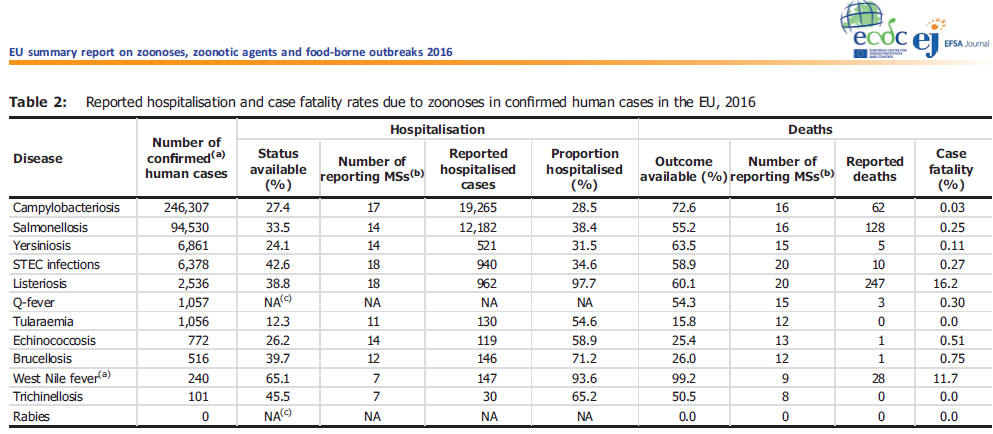 ecdc
EUROPEAN CENTRE FOR
DISEASE PREVENTION
AND CONTROL
ej EFSA Journal
EU summary report on zoonoses, zoonotic agents and food-borne outbreaks 2016
Table 2: Reported hospitalisation and case fatality rates due to zoonoses in confirmed human cases in the EU, 2016
Disease Number of confirmed(a) human cases Hospitalisation Deaths
Status available (%) Number of reporting MSs(b) Reported hospitalised cases Proportion hospitalised (%) Outcome available (%) Number of reporting MSs(b) Reported deaths Case fatality (%)
Campylobacteriosis 246,307 27.4 17 19,265 28.5 72.6 16 62 0.03
Salmonellosis 94,530 33.5 14 12,182 38.4 55.2 16 128 0.25
Yersiniosis 6,861 24.1 14 521 31.5 63.5 15 5 0.11
STEC infections 6,378 42.6 18 940 34.6 58.9 20 10 0.27
Listeriosis 2,536 38.8 18 962 97.7 60.1 20 247 16.2
Q-fever 1,057 NA(c) NA NA NA 54.3 15 3 0.30
Tularaemia 1,056 12.3 11 130 54.6 15.8 12 0 0.0
Echinococcosis 772 26.2 14 119 58.9 25.4 13 1 0.51
Brucellosis 516 39.7 12 146 71.2 26.0 12 1 0.75
West Nile fever(a) 240 65.1 7 147 93.6 99.2 9 28 11.7
Trichinellosis 101 45.5 7 30 65.2 50.5 8 0 0.0
Rabies 0 NA(c) NA NA NA 0.0 0 0 0.0